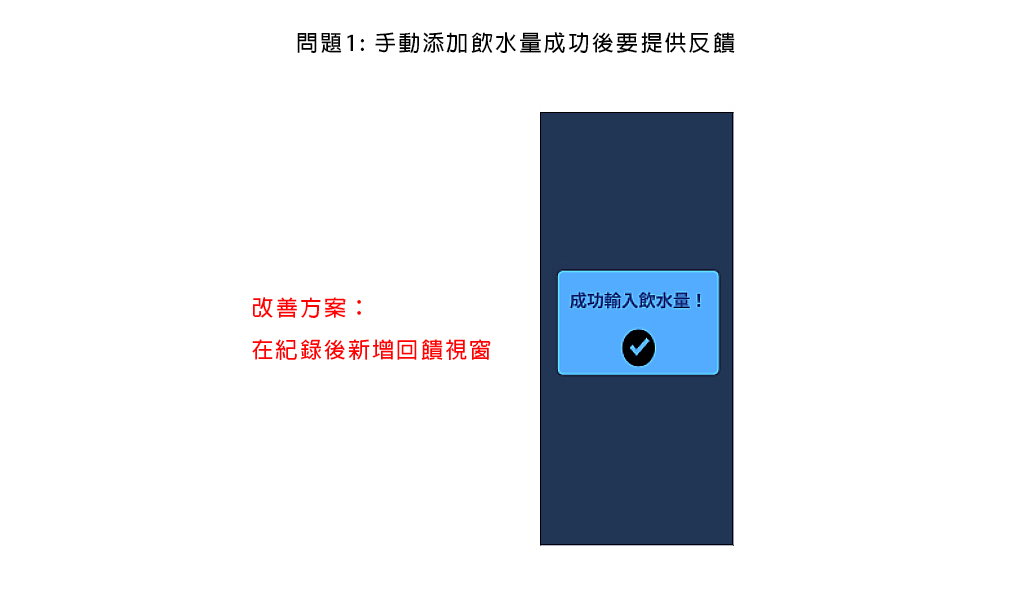 問題1: 手動添加飲水量成功後要提供反饋
改善方案：
在紀錄後新增回饋視窗
成功輸入飲水量！